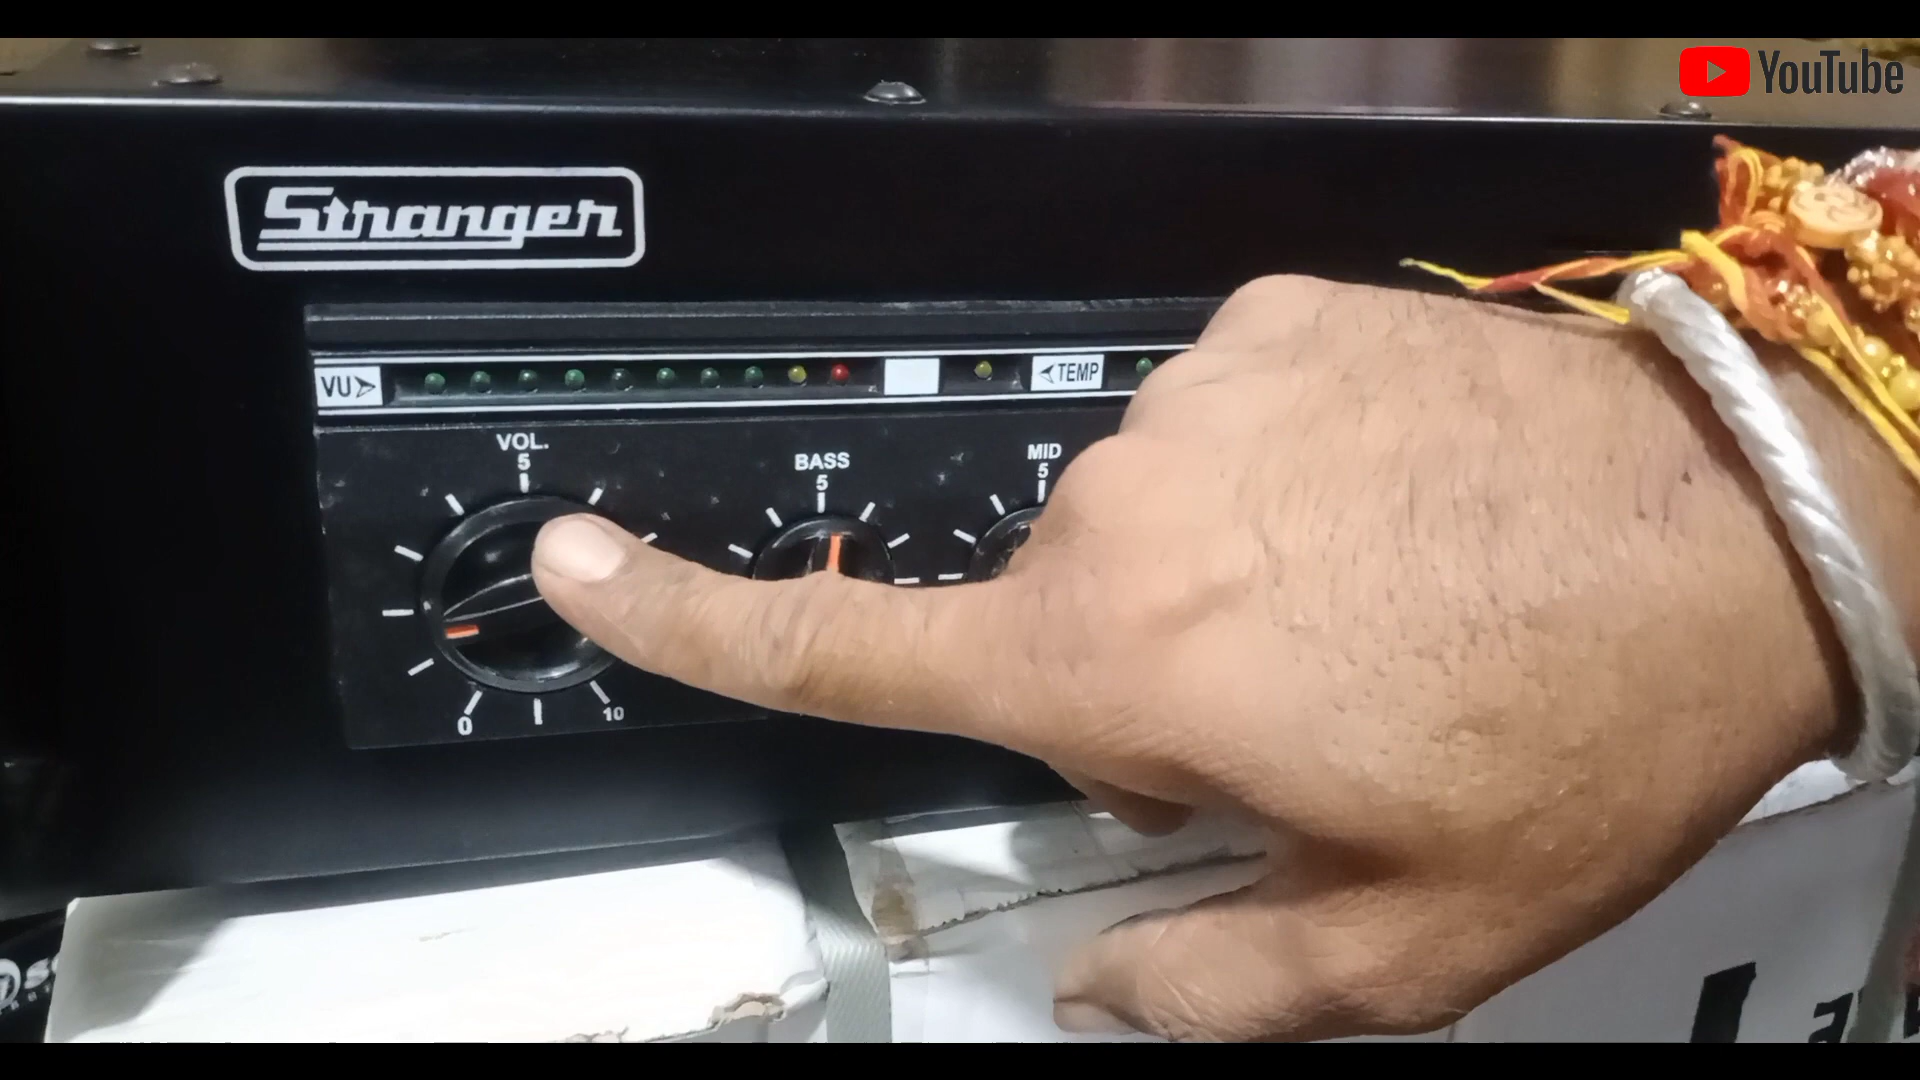 YouTube
Stranger
VU
TEMP
VOL.
5
BASS
5
MID
5
0
10